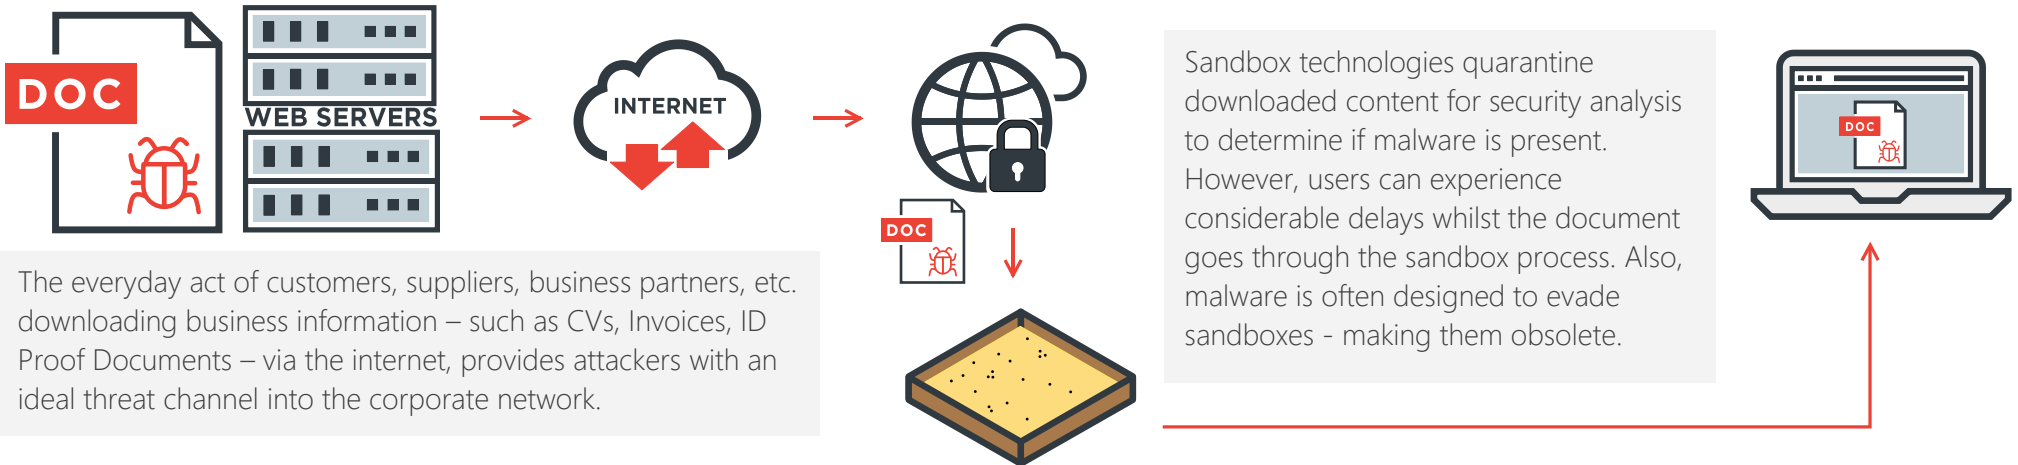 DOC
WEB SERVERS
INTERNET
DOC
The everyday act of customers, suppliers, business partners, etc.
downloading business information – such as CVs, Invoices, ID
Proof Documents – via the internet, provides attackers with an
ideal threat channel into the corporate network.
Sandbox technologies quarantine
downloaded content for security analysis
to determine if malware is present.
However, users can experience
considerable delays whilst the document
goes through the sandbox process. Also,
malware is often designed to evade
sandboxes - making them obsolete.
DOC